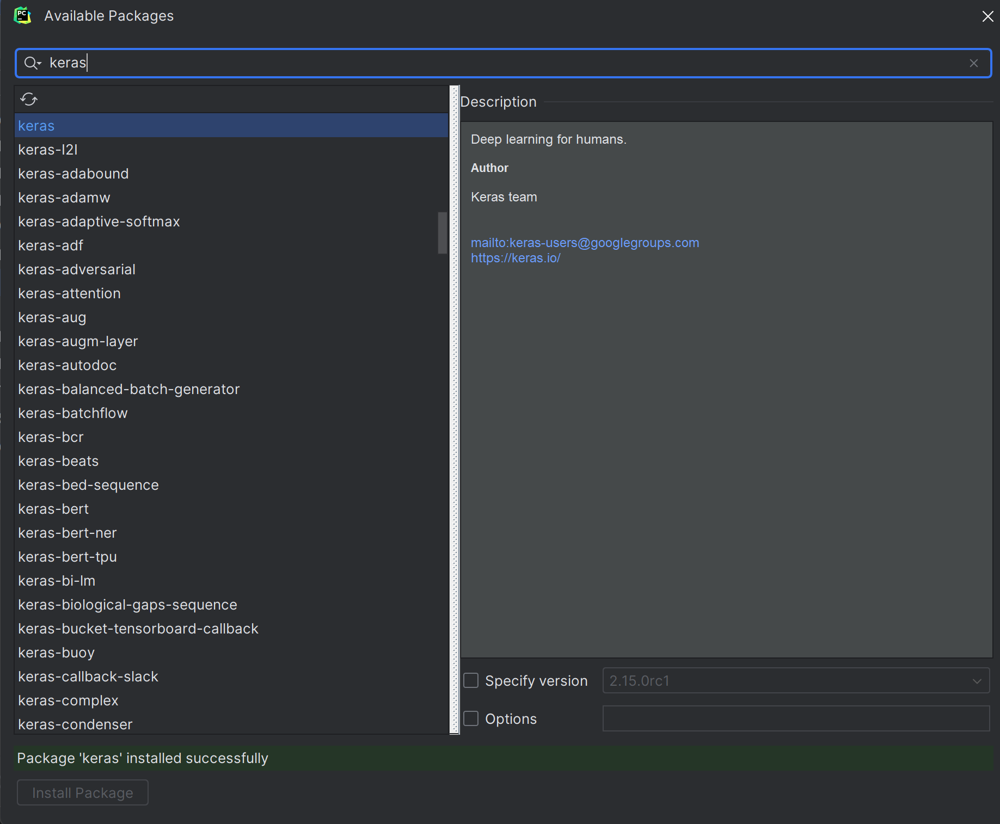 PC
Available Packages
keras
keras
keras-l2l
keras-adabound
keras-adamw
keras-adaptive-softmax
keras-adf
keras-adversarial
keras-attention
keras-aug
keras-augm-layer
keras-autodoc
keras-balanced-batch-generator
keras-batchflow
keras-bcr
keras-beats
keras-bed-sequence
keras-bert
keras-bert-ner
keras-bert-tpu
keras-bi-lm
keras-biological-gaps-sequence
keras-bucket-tensorboard-callback
keras-buoy
keras-callback-slack
keras-complex
keras-condenser
Description
Deep learning for humans.
Author
Keras team
mailto:keras-users@googlegroups.com
https://keras.io/
Specify version 2.15.0rc1
Options
Package 'keras' installed successfully
Install Package